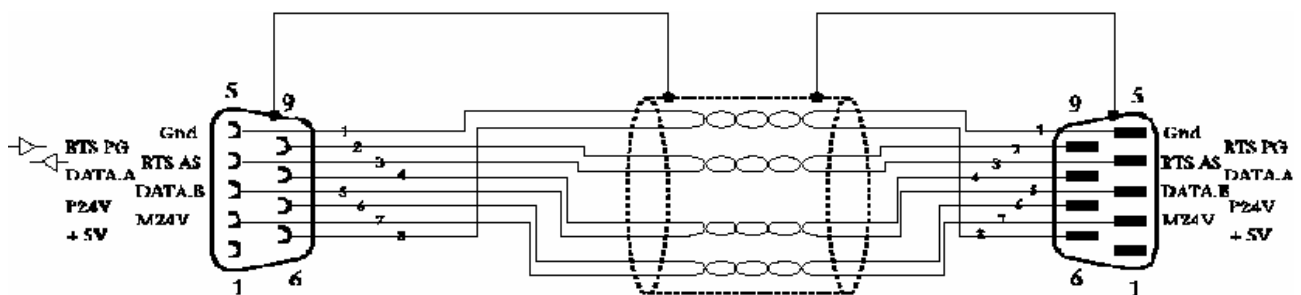 5 9
9 5
Gnd 1
1 Gnd
RTS PG 2
2 RTS PG
RTS AS 3
3 RTS AS
DATA.A 4
4 DATA.A
DATA.B 5
5 DATA.B
P24V 6
6 P24V
M24V 7
7 M24V
+ 5V 8
8 + 5V
1 6
6 1